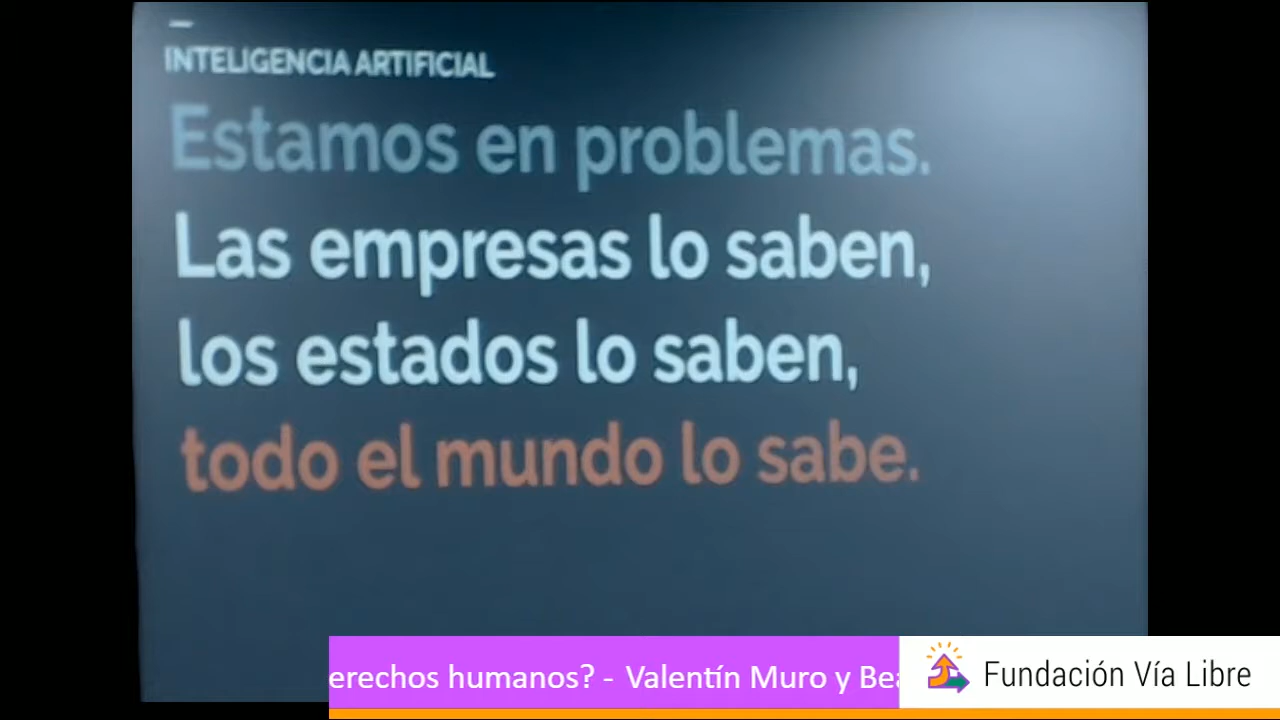 INTELIGENCIA ARTIFICIAL
Estamos en problemas.
Las empresas lo saben,
los estados lo saben,
todo el mundo lo sabe.
erechos humanos? - Valentín Muro y Bea
Fundación Vía Libre